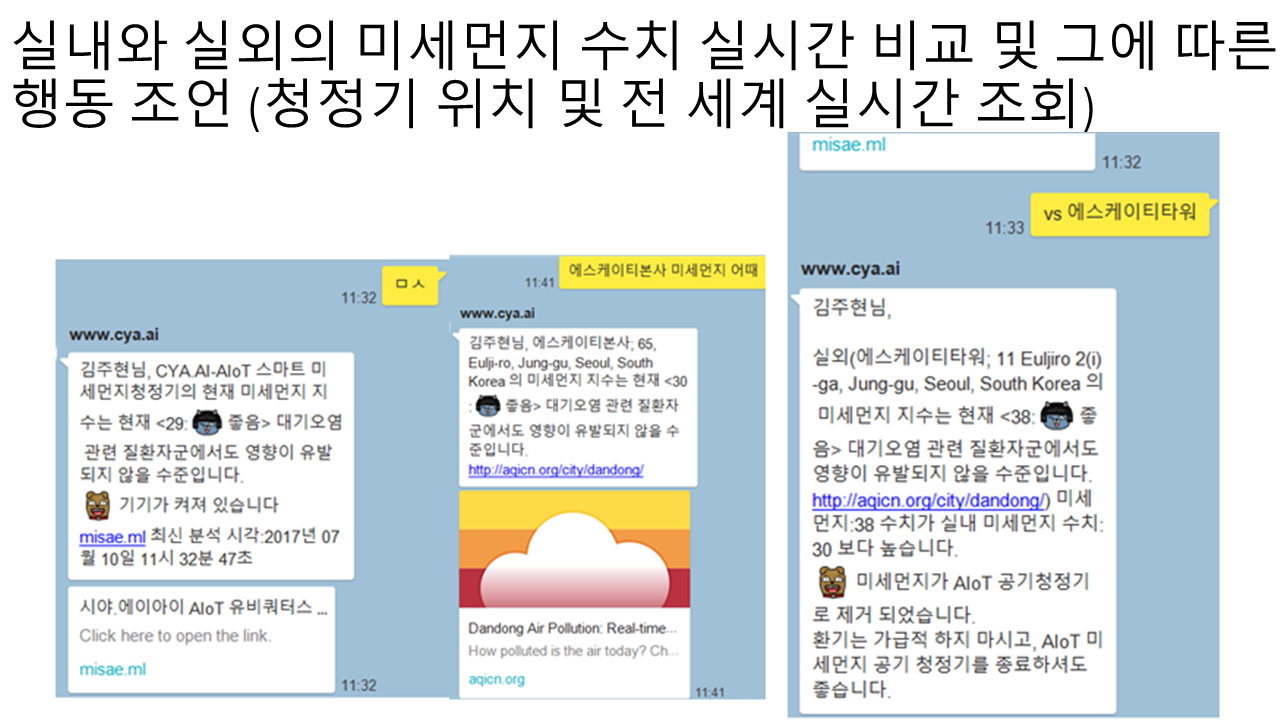 실내와 실외의 미세먼지 수치 실시간 비교 및 그에 따른
행동 조언 (청정기 위치 및 전 세계 실시간 조회)
ㅁㅅ
11:32
www.cya.ai
김주현님, CYA.AI-AIoT 스마트 미
세먼지청정기의 현재 미세먼지 지
수는 현재 <29: 좋음> 대기오염
관련 질환자군에서도 영향이 유발
되지 않을 수준입니다.
기기가 켜져 있습니다
misae.ml 최신 분석 시각:2017년 07
월 10일 11시 32분 47초
시야.에이아이 AIoT 유비쿼터스 ...
Click here to open the link.
misae.ml
11:32
에스케이티본사 미세먼지 어때
11:41
www.cya.ai
김주현님, 에스케이티본사; 65,
Eulji-ro, Jung-gu, Seoul, South
Korea 의 미세먼지 지수는 현재 <30
: 좋음> 대기오염 관련 질환자
군에서도 영향이 유발되지 않을 수
준입니다.
http://aqicn.org/city/dandong/
Dandong Air Pollution: Real-time...
How polluted is the air today? Ch...
aqicn.org
11:41
misae.ml
11:32
vs 에스케이티타워
11:33
www.cya.ai
김주현님,
실외(에스케이티타워; 11 Euljiro 2(i)
-ga, Jung-gu, Seoul, South Korea 의
미세먼지 지수는 현재 <38: 좋
음> 대기오염 관련 질환자군에서도
영향이 유발되지 않을 수준입니다.
http://aqicn.org/city/dandong/) 미세
먼지:38 수치가 실내 미세먼지 수치:
30 보다 높습니다.
미세먼지가 AIoT 공기청정기
로 제거 되었습니다.
환기는 가급적 하지 마시고, AIoT 미
세먼지 공기 청정기를 종료하셔도
좋습니다.